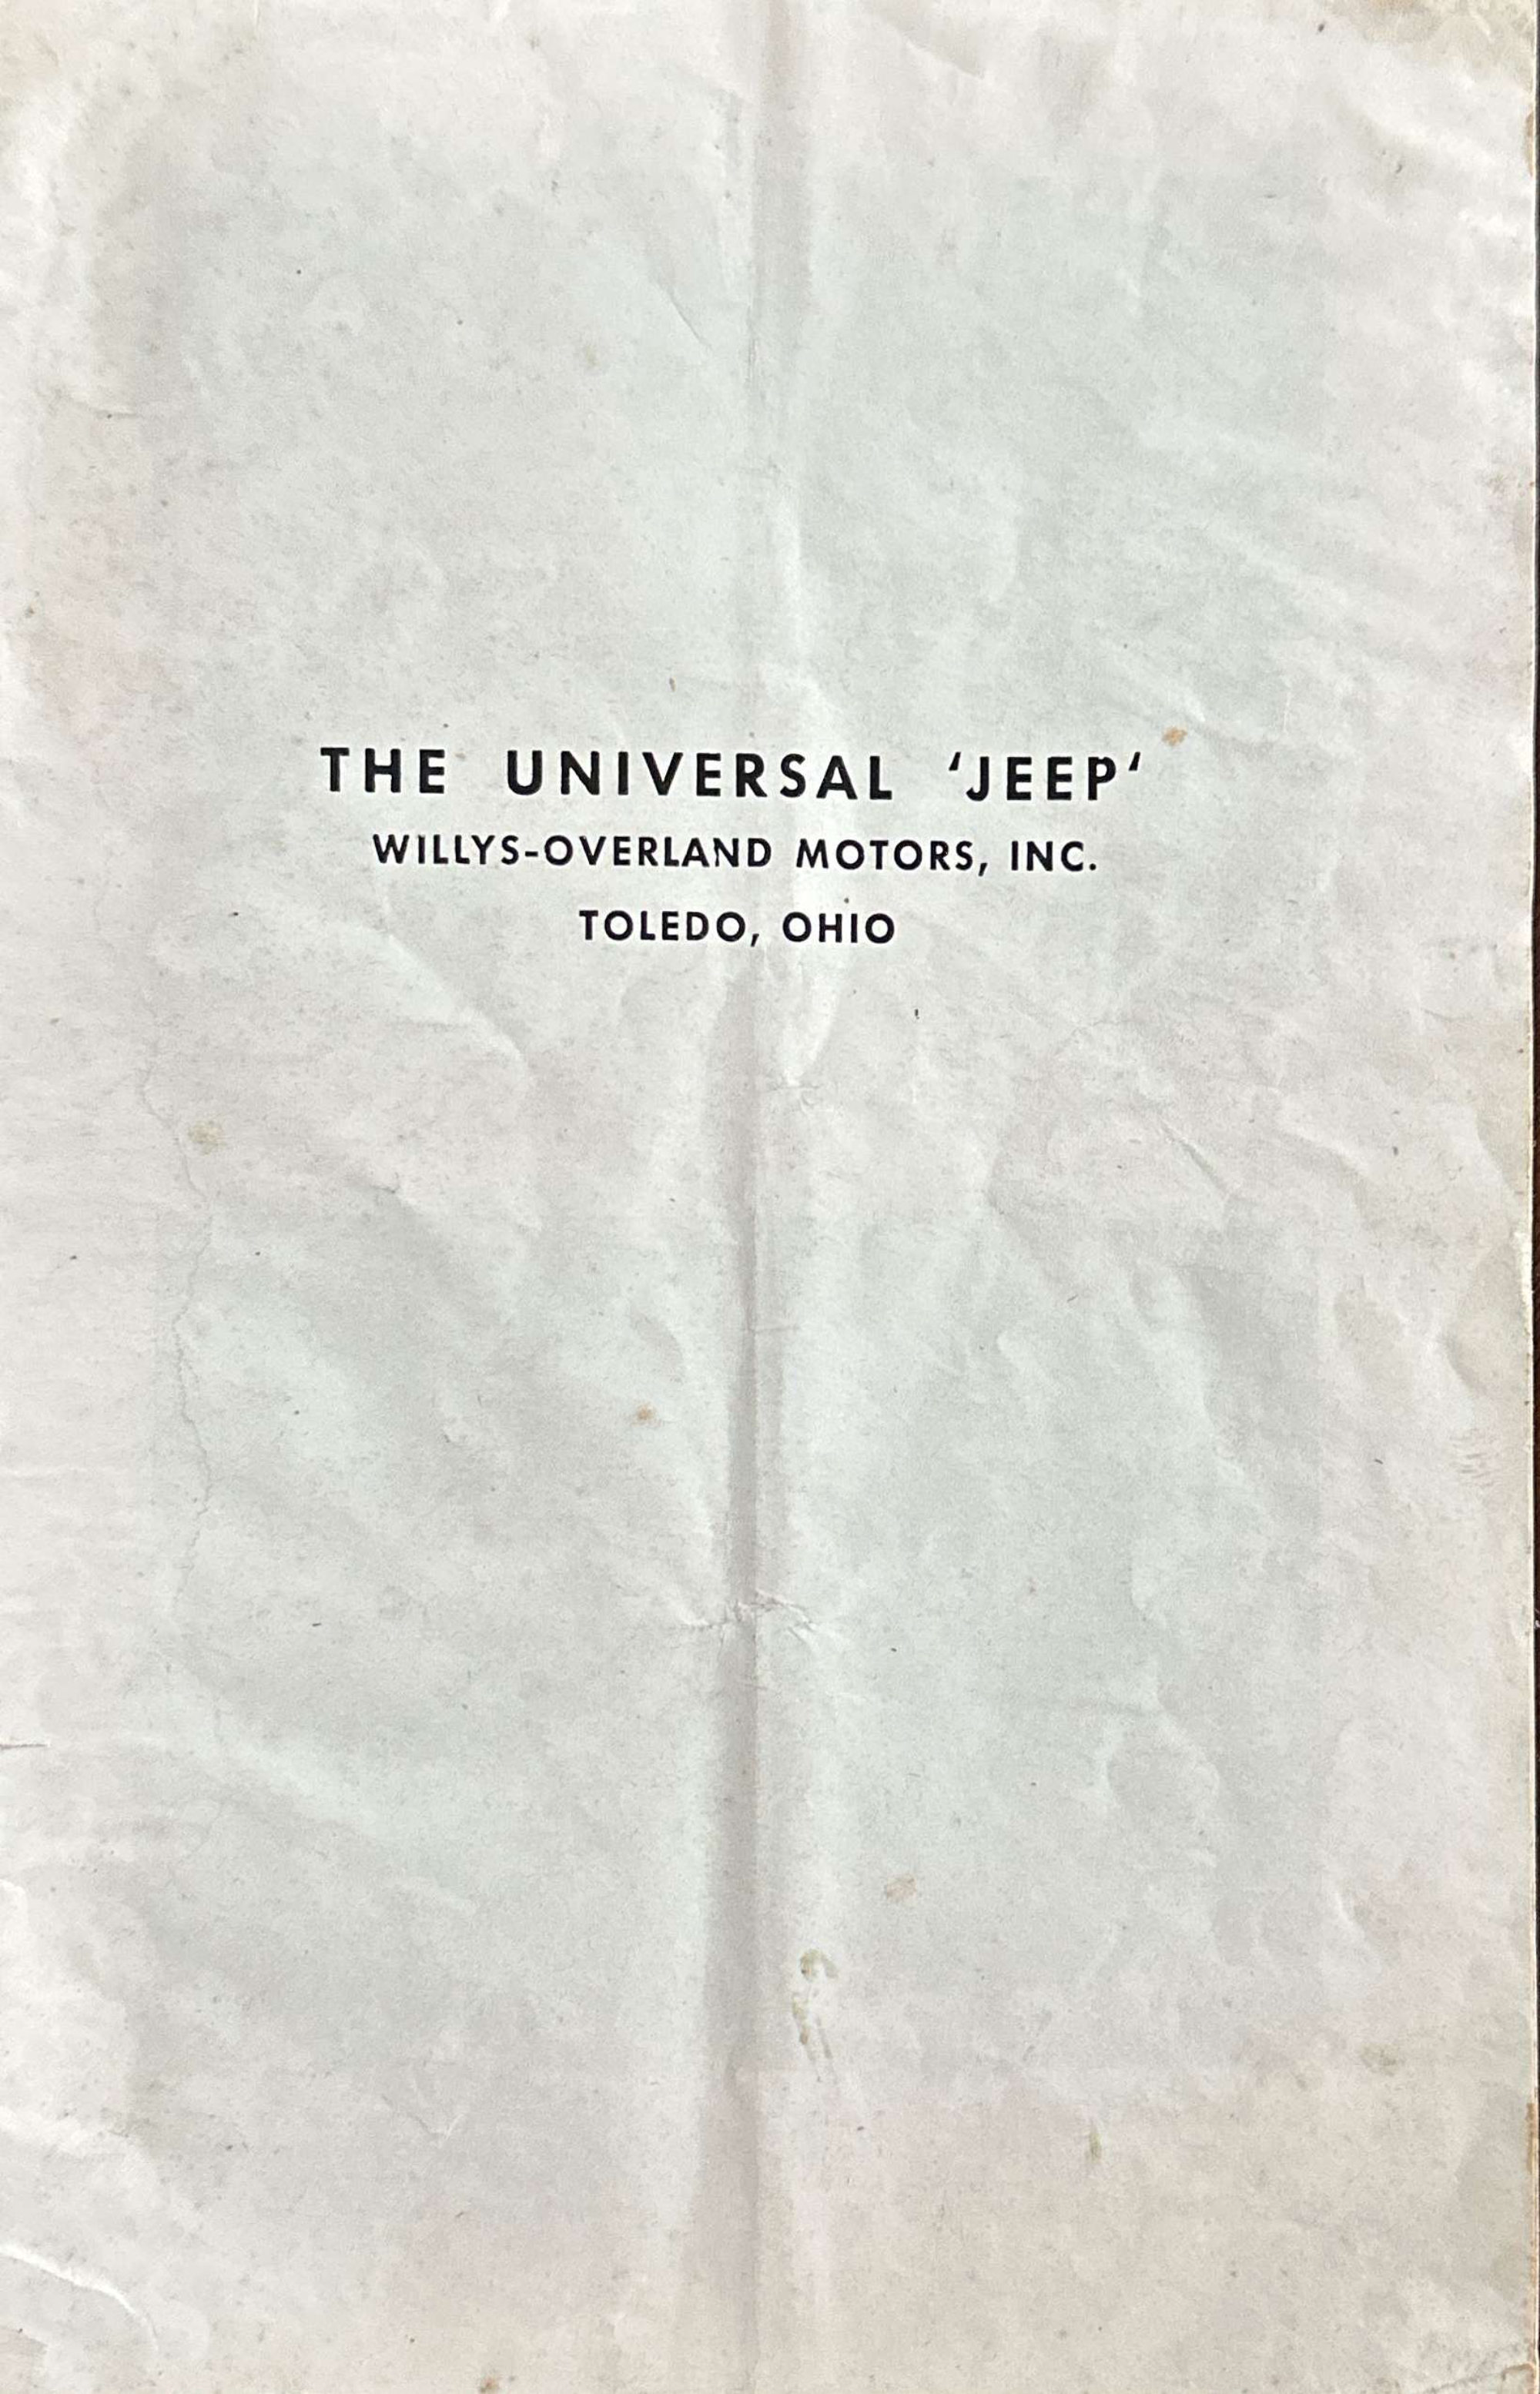 THE UNIVERSAL ‘JEEP‘
WILLYS-OVERLAND MOTORS, INC.
TOLEDO, OHIO